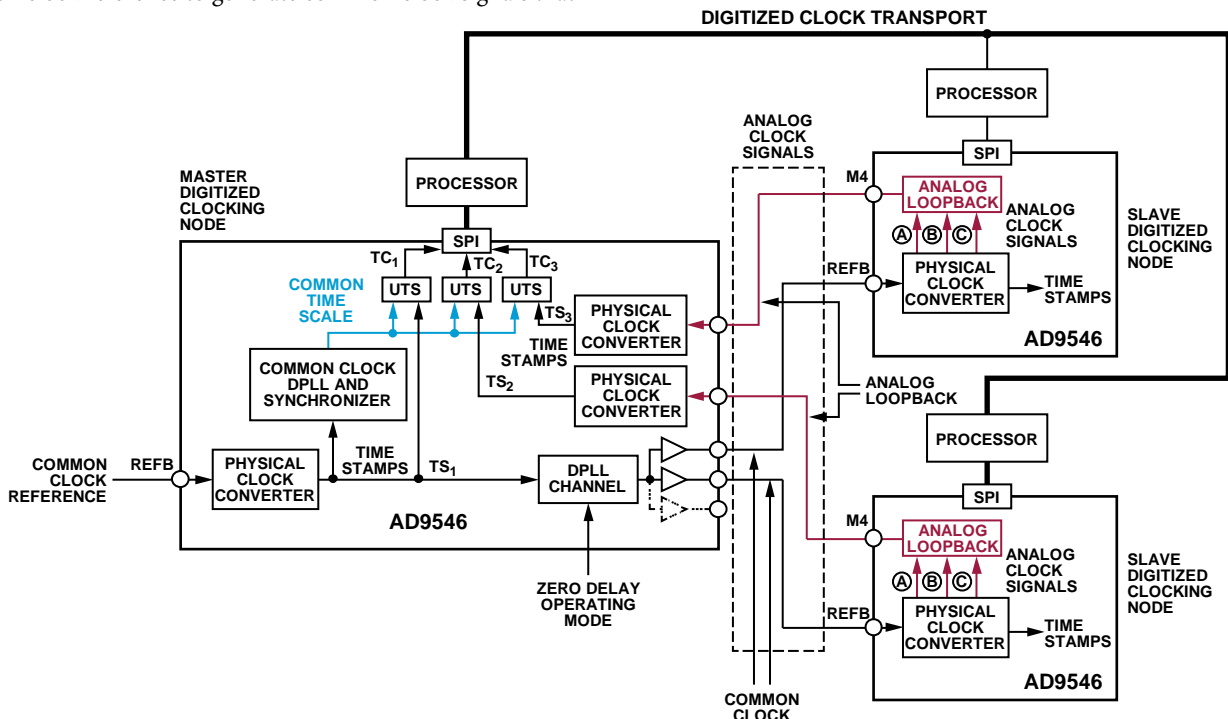 DIGITIZED CLOCK TRANSPORT
PROCESSOR
ANALOG
CLOCK
SIGNALS
SPI
M4
ANALOG
LOOPBACK
ANALOG
CLOCK
SIGNALS
A B C
REFB
PHYSICAL
CLOCK
CONVERTER
TIME
STAMPS
AD9546
SLAVE
DIGITIZED
CLOCKING
NODE
MASTER
DIGITIZED
CLOCKING
NODE
PROCESSOR
SPI
TC1
TC2
TC3
COMMON
TIME
SCALE
UTS
UTS
UTS
TS3
TIME
STAMPS
PHYSICAL
CLOCK
CONVERTER
COMMON CLOCK
DPLL AND
SYNCHRONIZER
TS2
PHYSICAL
CLOCK
CONVERTER
ANALOG
LOOPBACK
COMMON
CLOCK
REFERENCE
REFB
PHYSICAL
CLOCK
CONVERTER
TIME
STAMPS
TS1
DPLL
CHANNEL
AD9546
ZERO DELAY
OPERATING
MODE
PROCESSOR
SPI
M4
ANALOG
LOOPBACK
ANALOG
CLOCK
SIGNALS
A B C
REFB
PHYSICAL
CLOCK
CONVERTER
TIME
STAMPS
AD9546
SLAVE
DIGITIZED
CLOCKING
NODE
COMMON
CLOCK